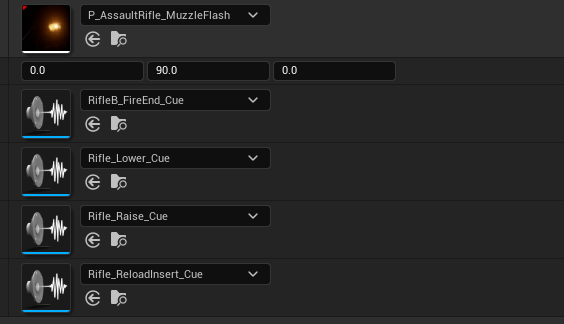 P_AssaultRifle_MuzzleFlash
0.0 90.0 0.0
RifleB_FireEnd_Cue
Rifle_Lower_Cue
Rifle_Raise_Cue
Rifle_ReloadInsert_Cue